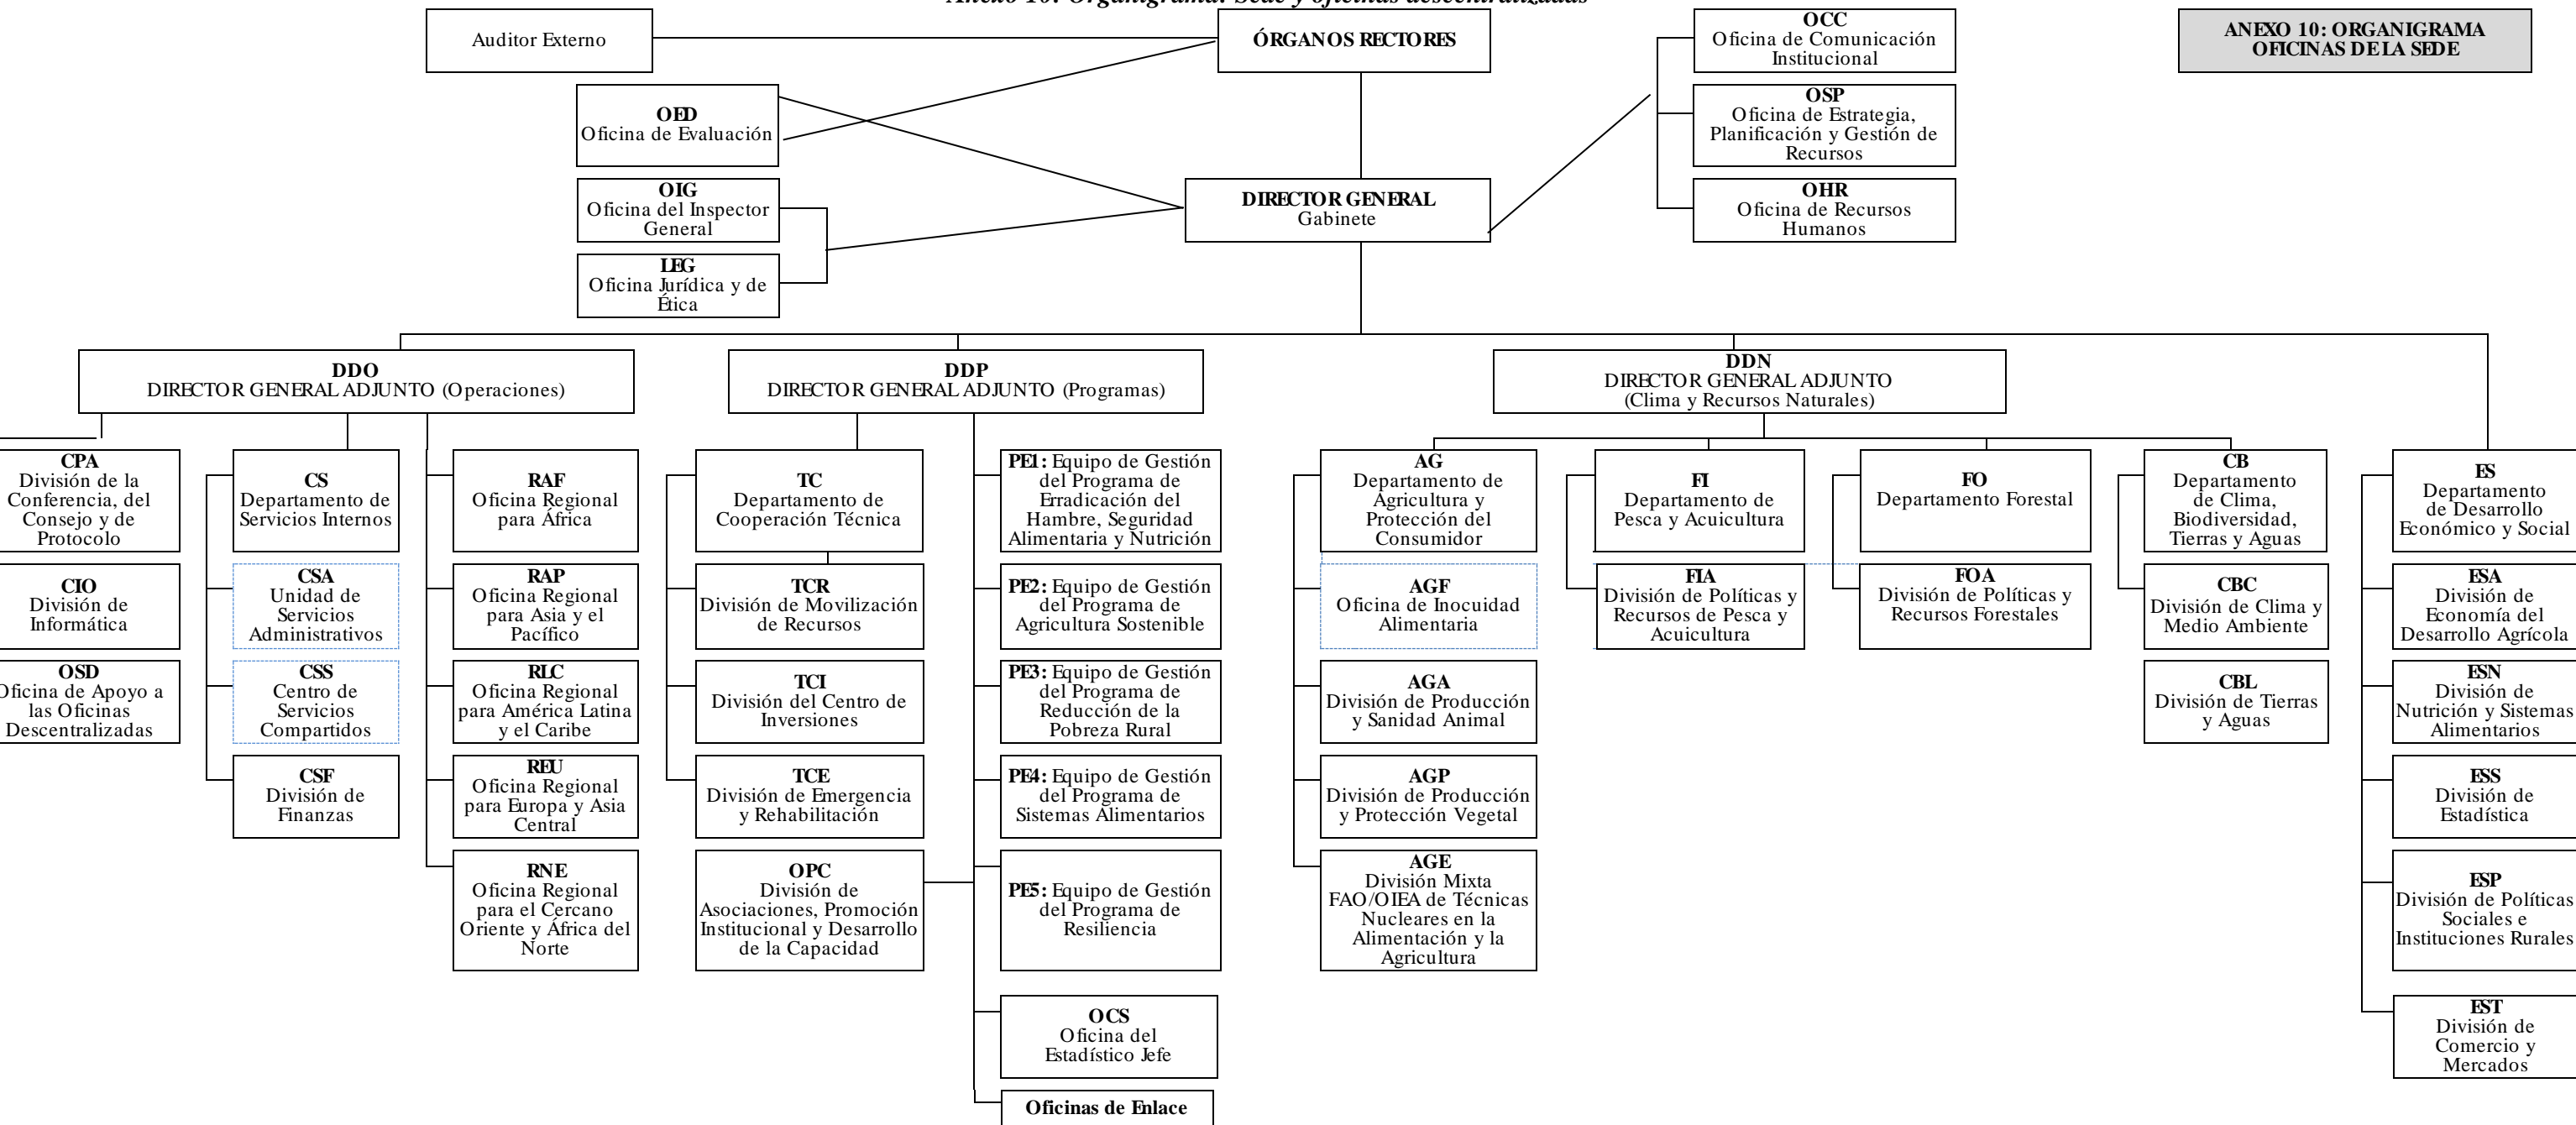 Anexo 10: Organigrama: Sede y oficinas descentralizadas
Auditor Externo
ÓRGANOS RECTORES
OCC
Oficina de Comunicación
Institucional
ANEXO 10: ORGANIGRAMA
OFICINAS DE LA SEDE
OED
Oficina de Evaluación
OSP
Oficina de Estrategia,
Planificación y Gestión de
Recursos
OIG
Oficina del Inspector
General
DIRECTOR GENERAL
Gabinete
OHR
Oficina de Recursos
Humanos
LEG
Oficina Jurídica y de
Ética
DDO
DIRECTOR GENERAL ADJUNTO (Operaciones)
DDP
DIRECTOR GENERAL ADJUNTO (Programas)
DDN
DIRECTOR GENERAL ADJUNTO
(Clima y Recursos Naturales)
CPA
División de la
Conferencia, del
Consejo y de
Protocolo
CIO
División de
Informática
OSD
Oficina de Apoyo a
las Oficinas
Descentralizadas
CS
Departamento de
Servicios Internos
CSA
Unidad de
Servicios
Administrativos
CSS
Centro de
Servicios
Compartidos
CSF
División de
Finanzas
RAF
Oficina Regional
para África
RAP
Oficina Regional
para Asia y el
Pacífico
RLC
Oficina Regional
para América Latina
y el Caribe
REU
Oficina Regional
para Europa y Asia
Central
RNE
Oficina Regional
para el Cercano
Oriente y África del
Norte
TC
Departamento de
Cooperación Técnica
TCR
División de Movilización
de Recursos
TCI
División del Centro de
Inversiones
TCE
División de Emergencia
y Rehabilitación
OPC
División de
Asociaciones, Promoción
Institucional y Desarrollo
de la Capacidad
PE1: Equipo de Gestión
del Programa de
Erradicación del
Hambre, Seguridad
Alimentaria y Nutrición
PE2: Equipo de Gestión
del Programa de
Agricultura Sostenible
PE3: Equipo de Gestión
del Programa de
Reducción de la
Pobreza Rural
PE4: Equipo de Gestión
del Programa de
Sistemas Alimentarios
PE5: Equipo de Gestión
del Programa de
Resiliencia
OCS
Oficina del
Estadístico Jefe
Oficinas de Enlace
AG
Departamento de
Agricultura y
Protección del
Consumidor
AGF
Oficina de Inocuidad
Alimentaria
AGA
División de Producción
y Sanidad Animal
AGP
División de Producción
y Protección Vegetal
AGE
División Mixta
FAO/OIEA de Técnicas
Nucleares en la
Alimentación y la
Agricultura
FI
Departamento de
Pesca y Acuicultura
FIA
División de Políticas y
Recursos de Pesca y
Acuicultura
FO
Departamento Forestal
FOA
División de Políticas y
Recursos Forestales
CB
Departamento
de Clima,
Biodiversidad,
Tierras y Aguas
CBC
División de Clima y
Medio Ambiente
CBL
División de Tierras
y Aguas
ES
Departamento
de Desarrollo
Económico y Social
ESA
División de
Economía del
Desarrollo Agrícola
ESN
División de
Nutrición y Sistemas
Alimentarios
ESS
División de
Estadística
ESP
División de Políticas
Sociales e
Instituciones Rurales
EST
División de
Comercio y
Mercados